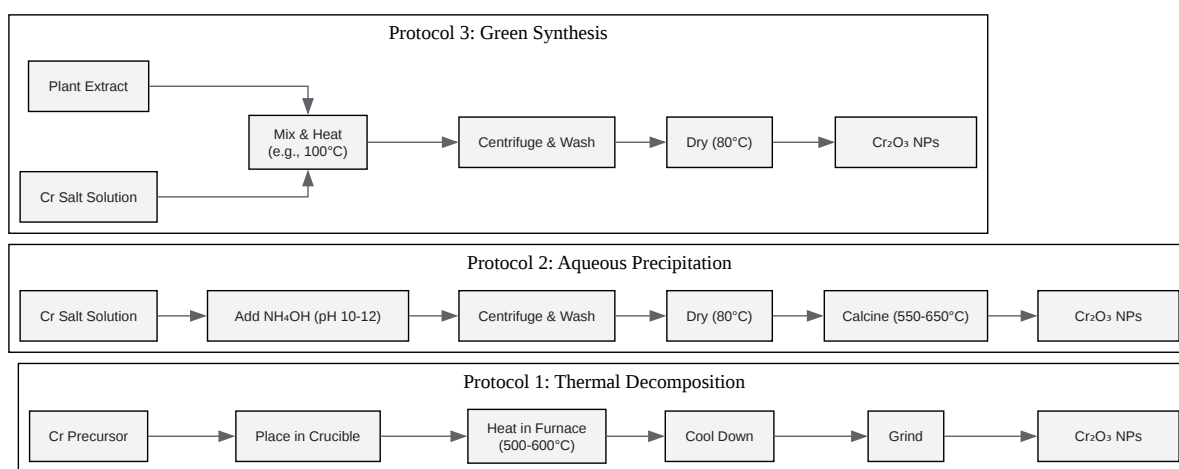 Protocol 3: Green Synthesis
Plant Extract
Cr Salt Solution
Mix & Heat
(e.g., 100°C)
Centrifuge & Wash
Dry (80°C)
Cr₂O₃ NPs
Protocol 2: Aqueous Precipitation
Cr Salt Solution
Add NH₄OH (pH 10-12)
Centrifuge & Wash
Dry (80°C)
Calcine (550-650°C)
Cr₂O₃ NPs
Protocol 1: Thermal Decomposition
Cr Precursor
Place in Crucible
Heat in Furnace
(500-600°C)
Cool Down
Grind
Cr₂O₃ NPs